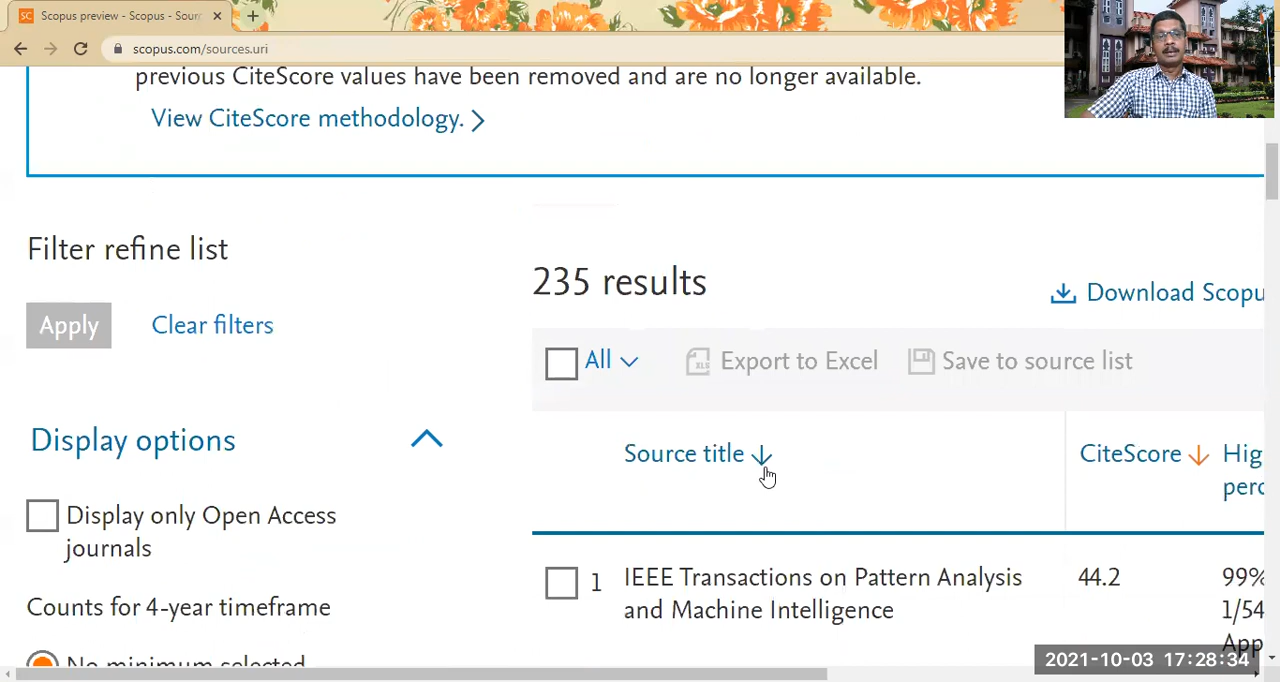 Scopus preview - Scopus - Sour
scopus.com/sources.uri
previous CiteScore values have been removed and are no longer available.
View CiteScore methodology.
Filter refine list
Apply Clear filters
235 results
Download Scopu
All Export to Excel Save to source list
Display options
Source title CiteScore Hig
perc
Display only Open Access
journals
1 IEEE Transactions on Pattern Analysis 44.2 99%
and Machine Intelligence 1/54
App
Counts for 4-year timeframe
No minimum selected
2021-10-03 17:28:34